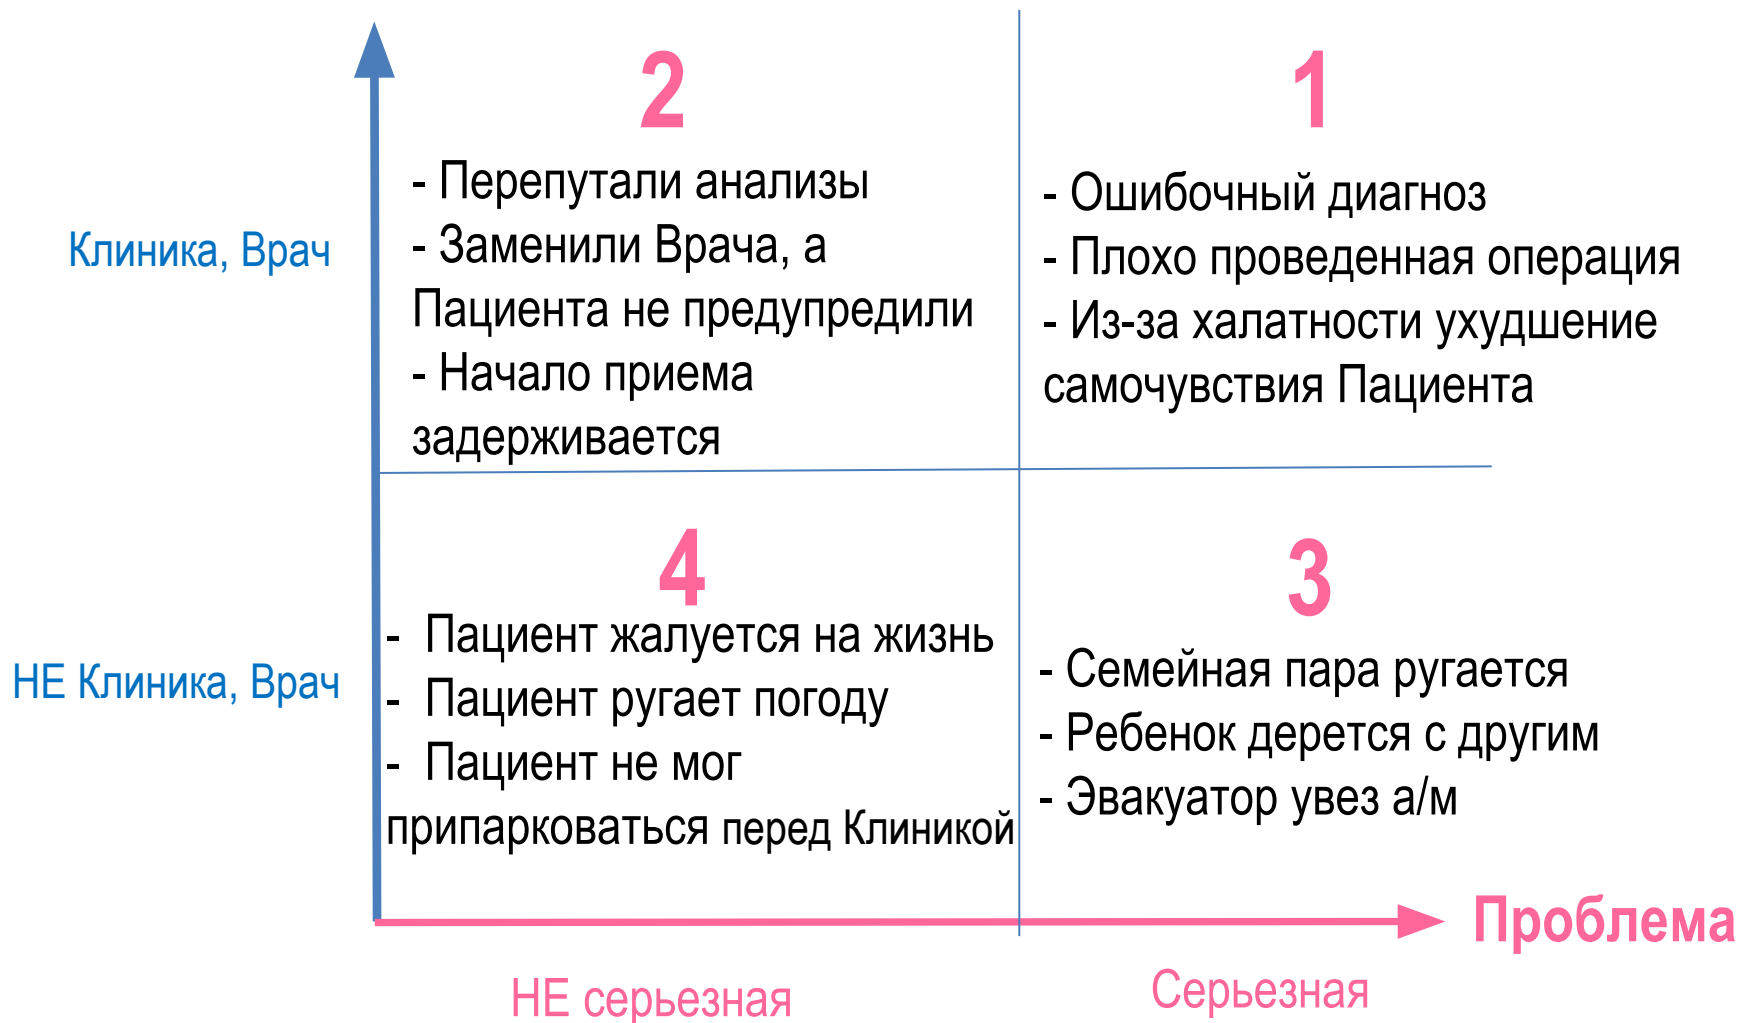 2
- Перепутали анализы
- Заменили Врача, а
Пациента не предупредили
- Начало приема
задерживается
1
- Ошибочный диагноз
- Плохо проведенная операция
- Из-за халатности ухудшение
самочувствия Пациента
Клиника, Врач
4
- Пациент жалуется на жизнь
- Пациент ругает погоду
- Пациент не мог
припарковаться перед Клиникой
3
- Семейная пара ругается
- Ребенок дерется с другим
- Эвакуатор увез а/м
НЕ Клиника, Врач
Проблема
НЕ серьезная
Серьезная